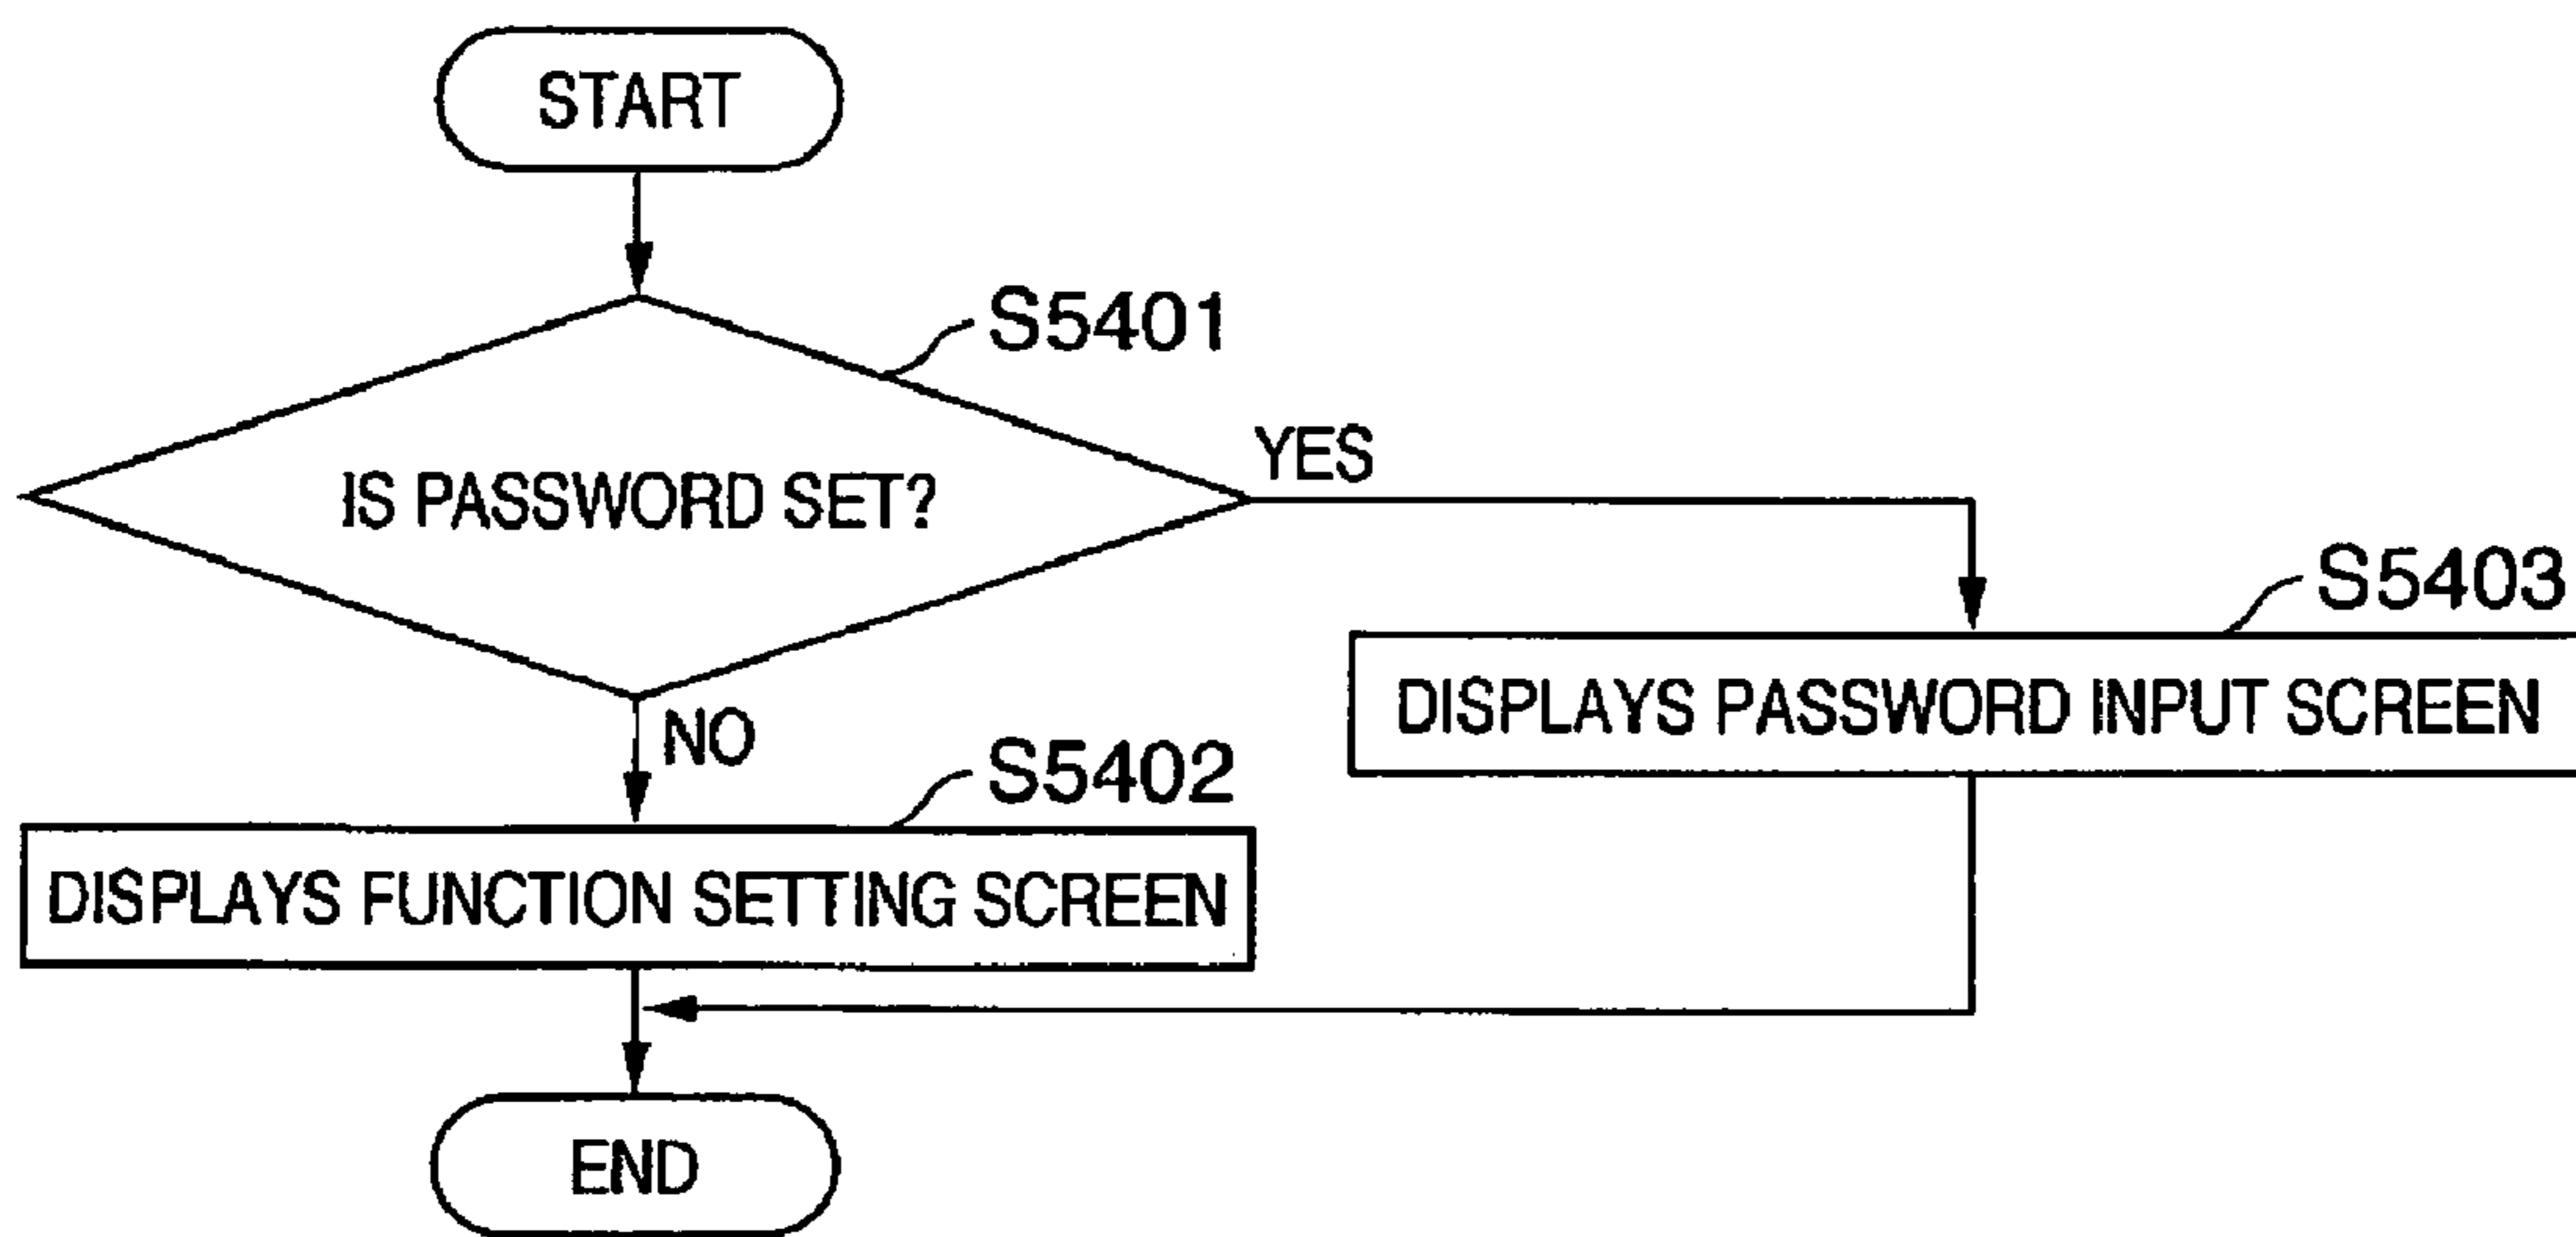 START
S5401
IS PASSWORD SET?
YES
S5403
DISPLAYS PASSWORD INPUT SCREEN
NO
S5402
DISPLAYS FUNCTION SETTING SCREEN
END